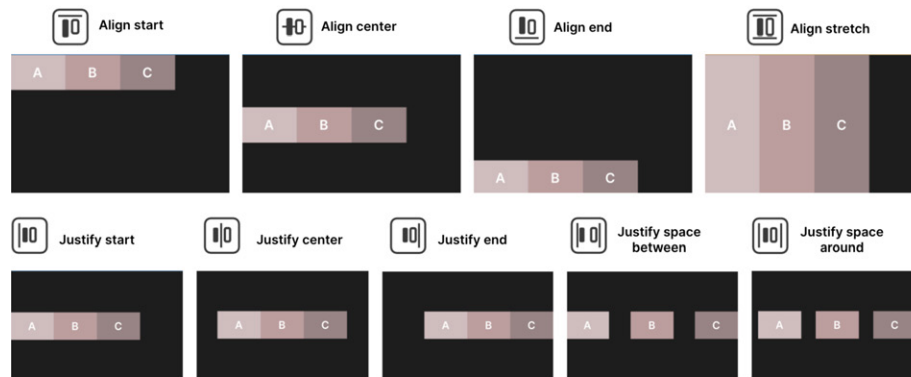 Align start
Align center
Align end
Align stretch
A B C
A B C
A B C
A B C
Justify start
Justify center
Justify end
Justify space
between
Justify space
around
A B C
A B C
A B C
A B C
A B C